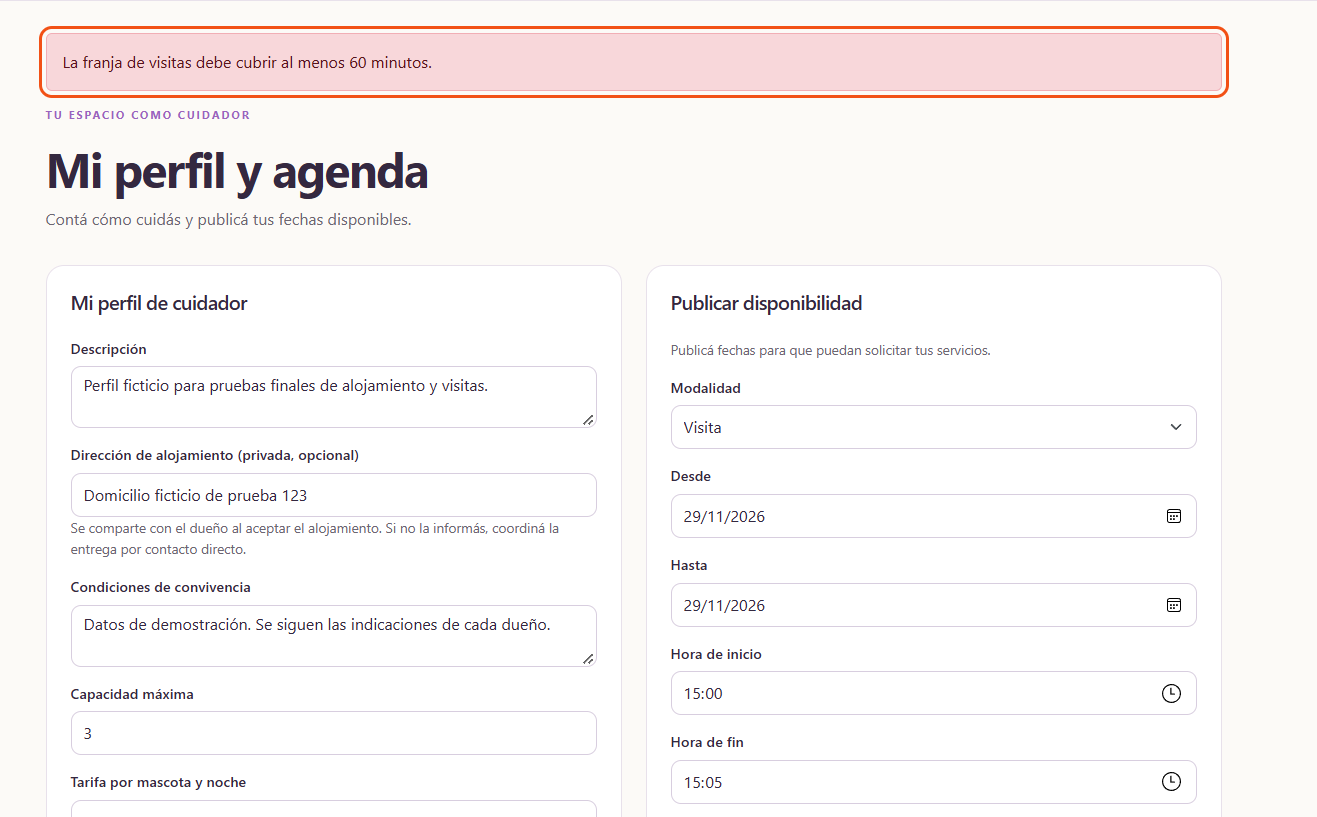 La franja de visitas debe cubrir al menos 60 minutos.
TU ESPACIO COMO CUIDADOR
Mi perfil y agenda
Contá cómo cuidás y publicá tus fechas disponibles.
Mi perfil de cuidador
Descripción
Perfil ficticio para pruebas finales de alojamiento y visitas.
Dirección de alojamiento (privada, opcional)
Domicilio ficticio de prueba 123
Se comparte con el dueño al aceptar el alojamiento. Si no la informás, coordiná la
entrega por contacto directo.
Condiciones de convivencia
Datos de demostración. Se siguen las indicaciones de cada dueño.
Capacidad máxima
3
Tarifa por mascota y noche
Publicar disponibilidad
Publicá fechas para que puedan solicitar tus servicios.
Modalidad
Visita
Desde
29/11/2026
Hasta
29/11/2026
Hora de inicio
15:00
Hora de fin
15:05